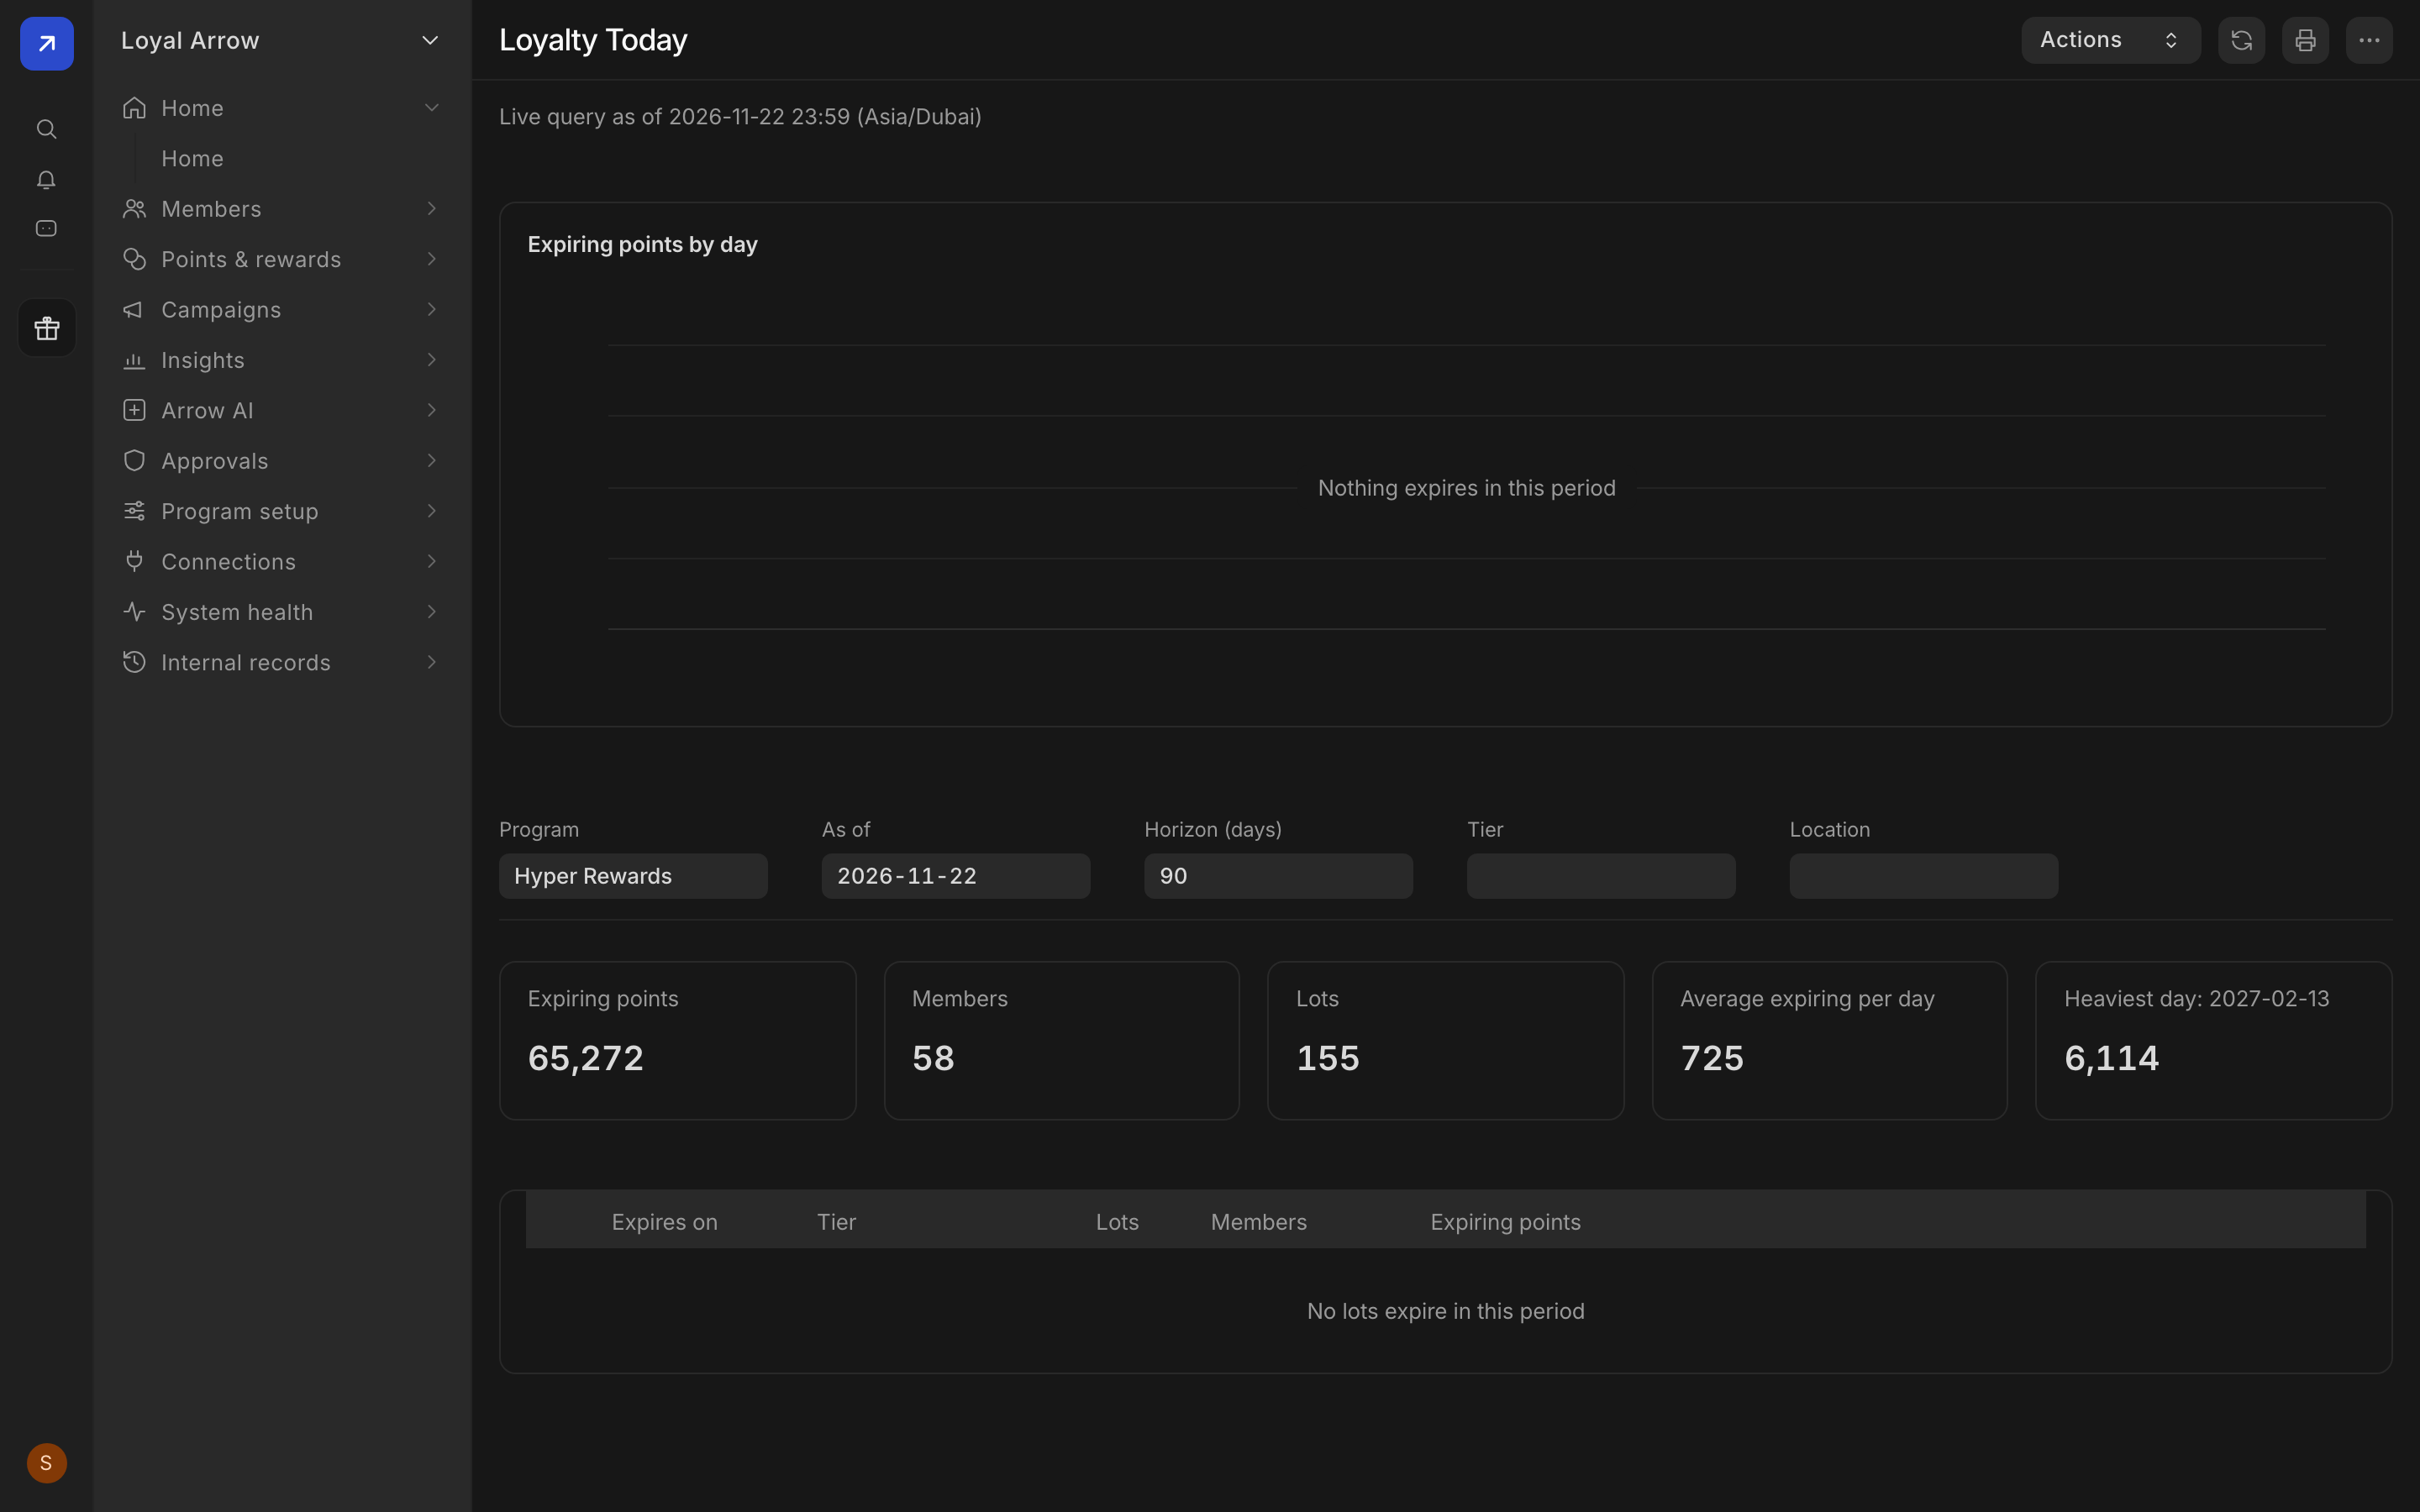 Loyal Arrow
Home
Home
Members
Points & rewards
Campaigns
Insights
Arrow AI
Approvals
Program setup
Connections
System health
Internal records
S
Loyalty Today
Actions
Live query as of 2026-11-22 23:59 (Asia/Dubai)
Expiring points by day
Nothing expires in this period
Program As of Horizon (days) Tier Location
Hyper Rewards 2026-11-22 90
Expiring points Members Lots Average expiring per day Heaviest day: 2027-02-13
65,272 58 155 725 6,114
Expires on Tier Lots Members Expiring points
No lots expire in this period